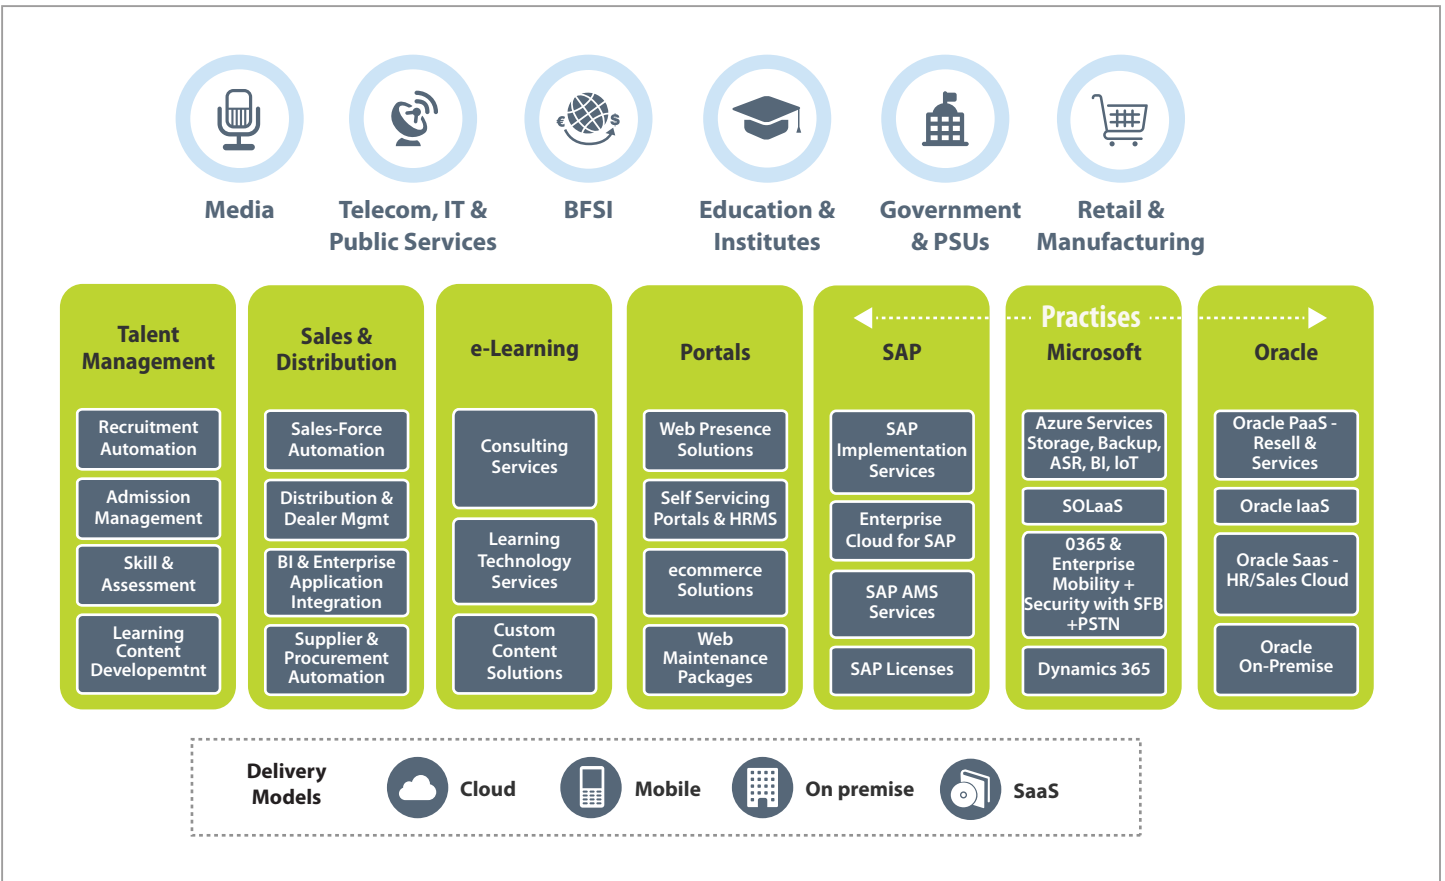 € $
Media
Telecom, IT &
Public Services
BFSI
Education &
Institutes
Government
& PSUs
Retail &
Manufacturing
Talent
Management
Recruitment
Automation
Admission
Management
Skill &
Assessment
Learning
Content
Developemtnt
Sales &
Distribution
Sales-Force
Automation
Distribution &
Dealer Mgmt
BI & Enterprise
Application
Integration
Supplier &
Procurement
Automation
e-Learning
Consulting
Services
Learning
Technology
Services
Custom
Content
Solutions
Portals
Web Presence
Solutions
Self Servicing
Portals & HRMS
ecommerce
Solutions
Web
Maintenance
Packages
Practises
SAP
SAP
Implementation
Services
Enterprise
Cloud for SAP
SAP AMS
Services
SAP Licenses
Microsoft
Azure Services
Storage, Backup,
ASR, BI, IoT
SOLaaS
0365 &
Enterprise
Mobility +
Security with SFB
+PSTN
Dynamics 365
Oracle
Oracle PaaS -
Resell &
Services
Oracle IaaS
Oracle Saas -
HR/Sales Cloud
Oracle
On-Premise
Delivery
Models
Cloud
Mobile
On premise
SaaS